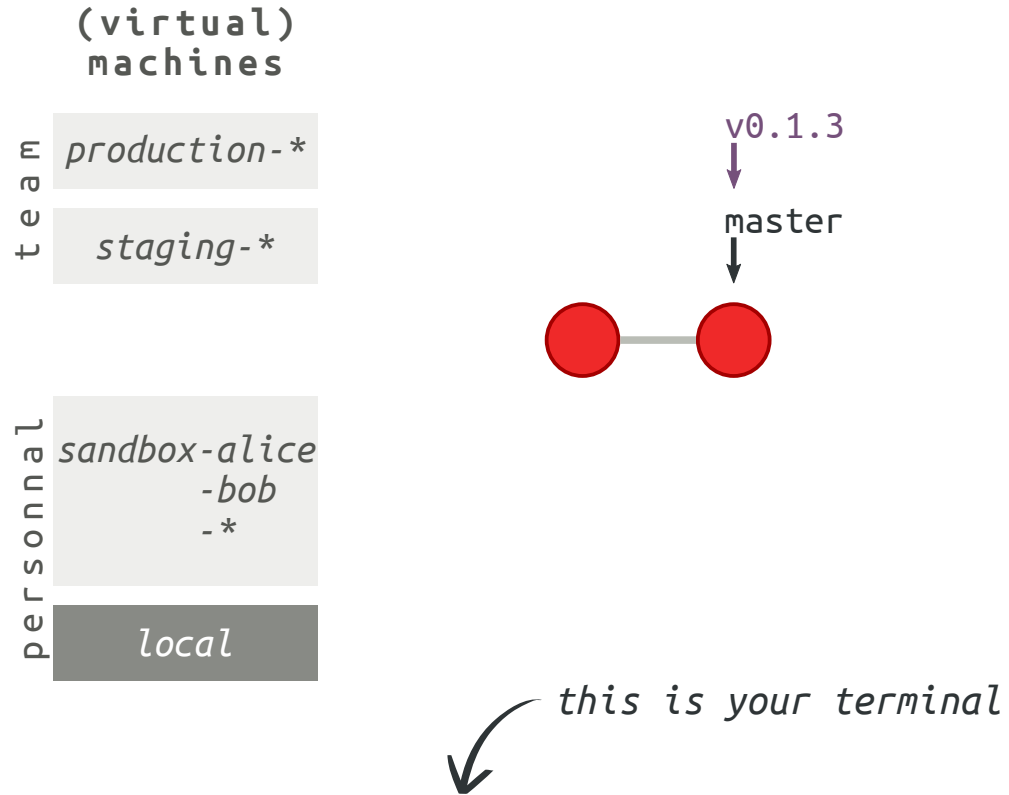 (virtual)
machines
team
production-*
staging-*
v0.1.3
master
personnal
sandbox-alice
-bob
-*
local
this is your terminal